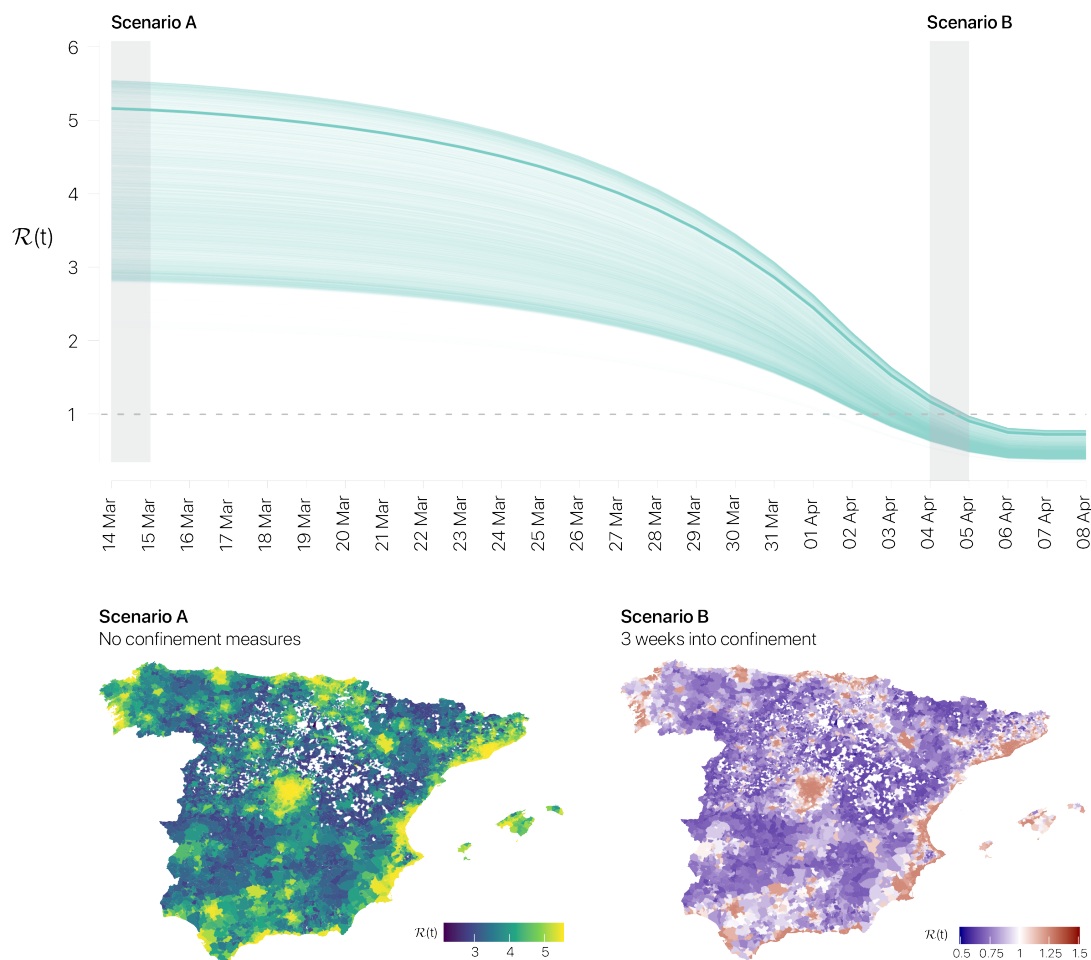 Scenario A
Scenario B
6
5
4
3
2
1
ℛ(t)
14 Mar
15 Mar
16 Mar
17 Mar
18 Mar
19 Mar
20 Mar
21 Mar
22 Mar
23 Mar
24 Mar
25 Mar
26 Mar
27 Mar
28 Mar
29 Mar
30 Mar
31 Mar
01 Apr
02 Apr
03 Apr
04 Apr
05 Apr
06 Apr
07 Apr
08 Apr
Scenario A
No confinement measures
ℛ(t)
3 4 5
Scenario B
3 weeks into confinement
ℛ(t)
0.5 0.75 1 1.25 1.5